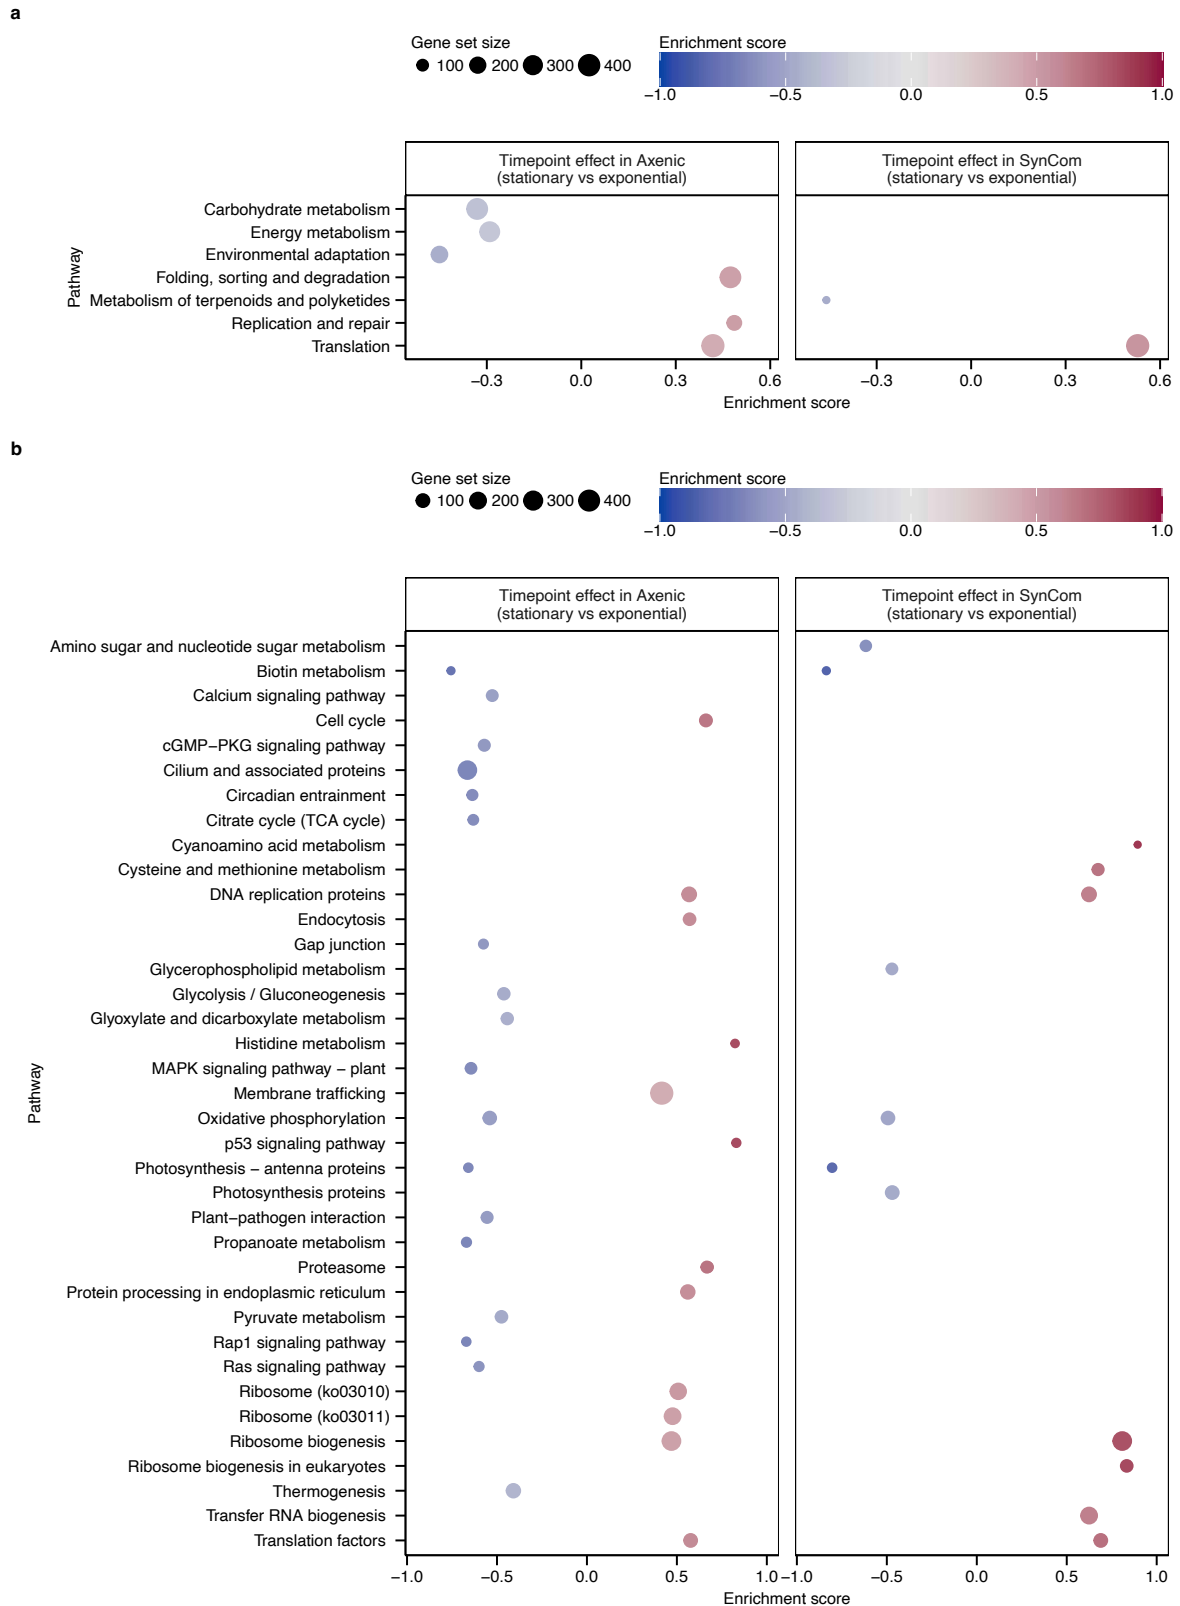 a
Gene set size
100 200 300 400
Enrichment score
−1.0 −0.5 0.0 0.5 1.0
Timepoint effect in Axenic
(stationary vs exponential)
Timepoint effect in SynCom
(stationary vs exponential)
Pathway
Carbohydrate metabolism
Energy metabolism
Environmental adaptation
Folding, sorting and degradation
Metabolism of terpenoids and polyketides
Replication and repair
Translation
−0.3 0.0 0.3 0.6
−0.3 0.0 0.3 0.6
Enrichment score
b
Gene set size
100 200 300 400
Enrichment score
−1.0 −0.5 0.0 0.5 1.0
Timepoint effect in Axenic
(stationary vs exponential)
Timepoint effect in SynCom
(stationary vs exponential)
Pathway
Amino sugar and nucleotide sugar metabolism
Biotin metabolism
Calcium signaling pathway
Cell cycle
cGMP−PKG signaling pathway
Cilium and associated proteins
Circadian entrainment
Citrate cycle (TCA cycle)
Cyanoamino acid metabolism
Cysteine and methionine metabolism
DNA replication proteins
Endocytosis
Gap junction
Glycerophospholipid metabolism
Glycolysis / Gluconeogenesis
Glyoxylate and dicarboxylate metabolism
Histidine metabolism
MAPK signaling pathway − plant
Membrane trafficking
Oxidative phosphorylation
p53 signaling pathway
Photosynthesis − antenna proteins
Photosynthesis proteins
Plant−pathogen interaction
Propanoate metabolism
Proteasome
Protein processing in endoplasmic reticulum
Pyruvate metabolism
Rap1 signaling pathway
Ras signaling pathway
Ribosome (ko03010)
Ribosome (ko03011)
Ribosome biogenesis
Ribosome biogenesis in eukaryotes
Thermogenesis
Transfer RNA biogenesis
Translation factors
−1.0 −0.5 0.0 0.5 1.0
−1.0 −0.5 0.0 0.5 1.0
Enrichment score